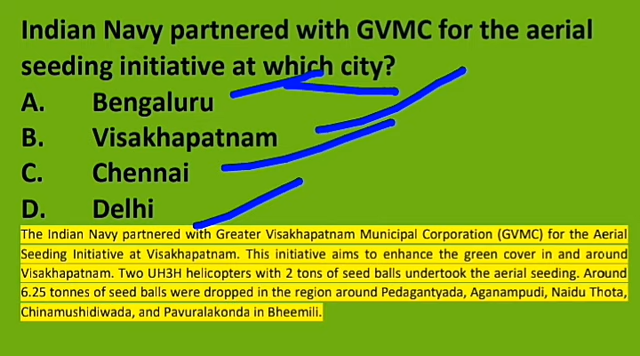 Indian Navy partnered with GVMC for the aerial
seeding initiative at which city?
A. Bengaluru
B. Visakhapatnam
C. Chennai
D. Delhi
The Indian Navy partnered with Greater Visakhapatnam Municipal Corporation (GVMC) for the Aerial
Seeding Initiative at Visakhapatnam. This initiative aims to enhance the green cover in and around
Visakhapatnam. Two UH3H helicopters with 2 tons of seed balls undertook the aerial seeding. Around
6.25 tonnes of seed balls were dropped in the region around Pedagantyada, Aganampudi, Naidu Thota,
Chinamushidiwada, and Pavuralakonda in Bheemili.